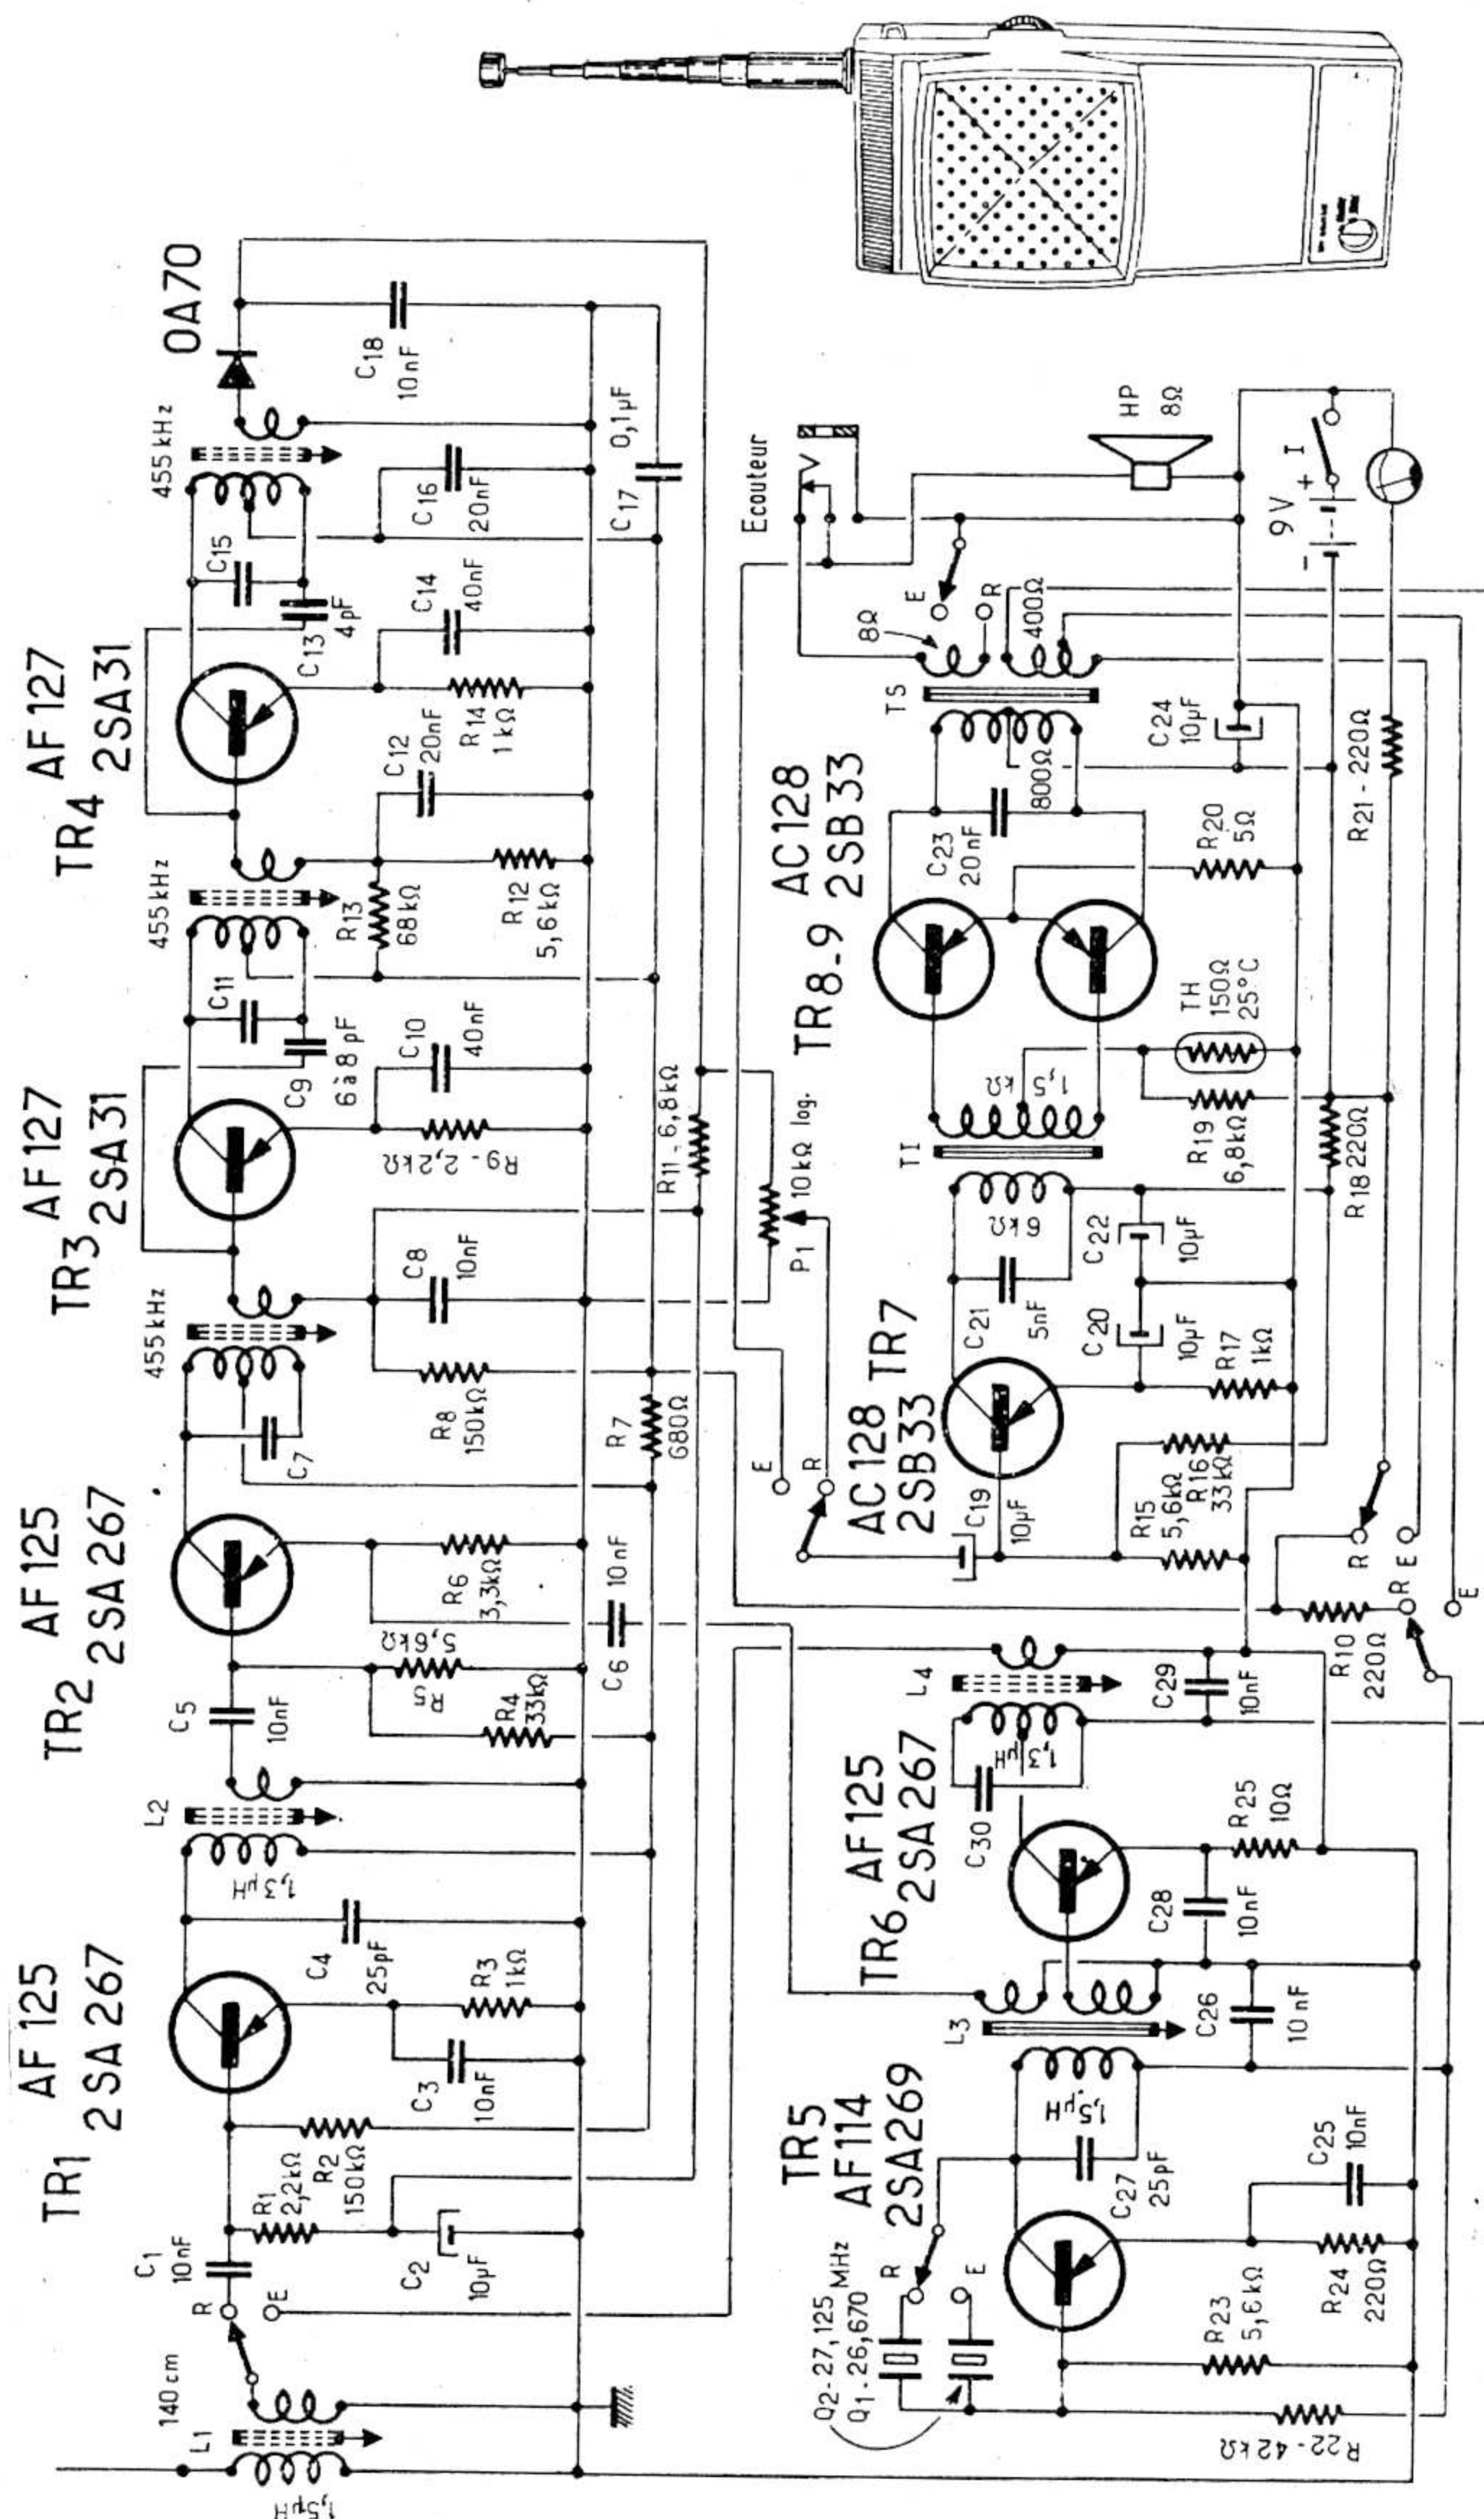 0A70
455 kHz
C18
10nF
C15
C16
20nF
C17 0,1µF
C13
4pF
C14
40nF
TR4 AF127
2SA31
R14
1kΩ
C12
20nF
455kHz
R13
68kΩ
R12
5,6kΩ
C11
C9
6 à 8 pF
C10
40nF
TR3 AF127
2SA31
R9-2,2kΩ
R11-6,8kΩ
455kHz
C8
10nF
R8
150kΩ
R7
680Ω
C7
TR2 AF125
2SA267
R6
3,3kΩ
C6 10nF
R5
5,6kΩ
R4
33kΩ
C5
10nF
L2
1,3µH
C4
25pF
TR1 AF125
2SA267
R3
1kΩ
C3
10nF
R2
150kΩ
R1
2,2kΩ
C2
10µF
C1
10nF
R
E
140cm
L1
1,5µH
Ecouteur
HP
8Ω
9V
+ I
-
E
R
8Ω
400Ω
TS
C24
10µF
R21-220Ω
800Ω
C23
20nF
R20
5Ω
TR8-9 AC128
2SB33
TH
150Ω
25°C
1,5kΩ
TI
R19
6,8kΩ
R18 220Ω
P1 10kΩ log.
6kΩ
C22
10µF
C21
5nF
C20
10µF
R17
1kΩ
AC128 TR7
2SB33
E
R
C19
10µF
R15
5,6kΩ
R16
33kΩ
R
E
R
E
R10
220Ω
L4
C29
10nF
1,3µH
C30
TR6 AF125
2SA267
R25
10Ω
C28
10nF
L3
C26
10nF
1,5µH
TR5
AF114
2SA269
C27
25pF
C25
10nF
R
E
Q2-27,125 MHz
Q1-26,670
R23
5,6kΩ
R24
220Ω
R22-42kΩ